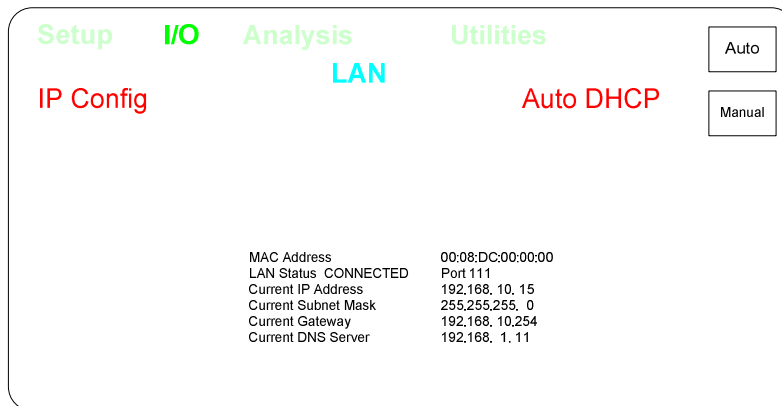 Setup I/O Analysis Utilities
Auto
LAN
IP Config Auto DHCP
Manual
MAC Address 00:08:DC:00:00:00
LAN Status CONNECTED Port 111
Current IP Address 192.168. 10. 15
Current Subnet Mask 255.255.255. 0
Current Gateway 192.168. 10.254
Current DNS Server 192.168. 1. 11